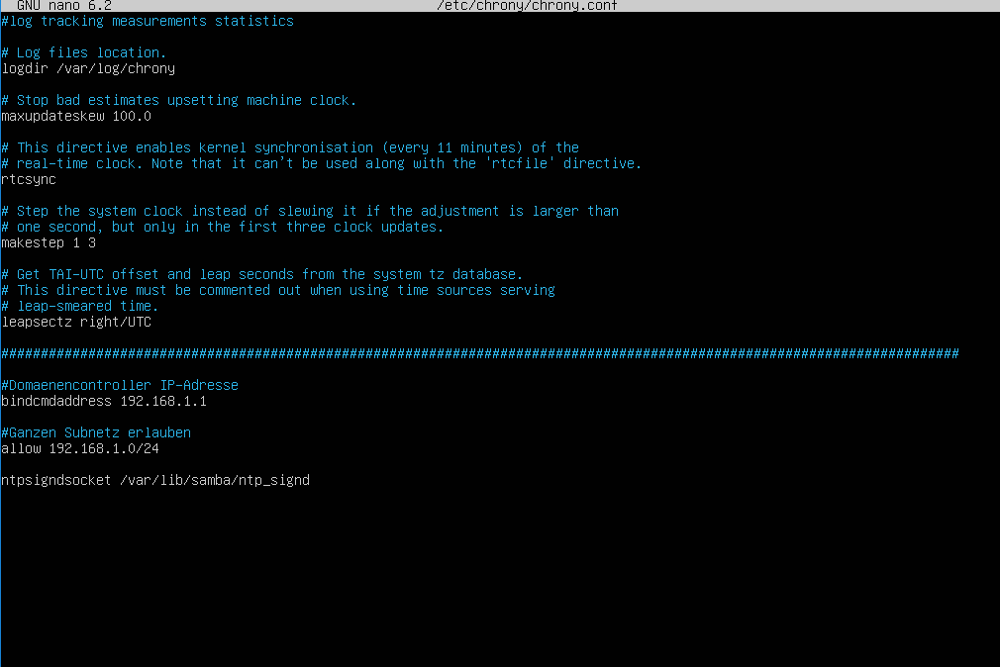 GNU nano 6.2 /etc/chrony/chrony.conf
#log tracking measurements statistics
# Log files location.
logdir /var/log/chrony
# Stop bad estimates upsetting machine clock.
maxupdateskew 100.0
# This directive enables kernel synchronisation (every 11 minutes) of the
# real-time clock. Note that it can’t be used along with the 'rtcfile' directive.
rtcsync
# Step the system clock instead of slewing it if the adjustment is larger than
# one second, but only in the first three clock updates.
makestep 1 3
# Get TAI-UTC offset and leap seconds from the system tz database.
# This directive must be commented out when using time sources serving
# leap-smeared time.
leapsectz right/UTC
#########################################################################################################################
#Domaenencontroller IP-Adresse
bindcmdaddress 192.168.1.1
#Ganzen Subnetz erlauben
allow 192.168.1.0/24
ntpsigndsocket /var/lib/samba/ntp_signd